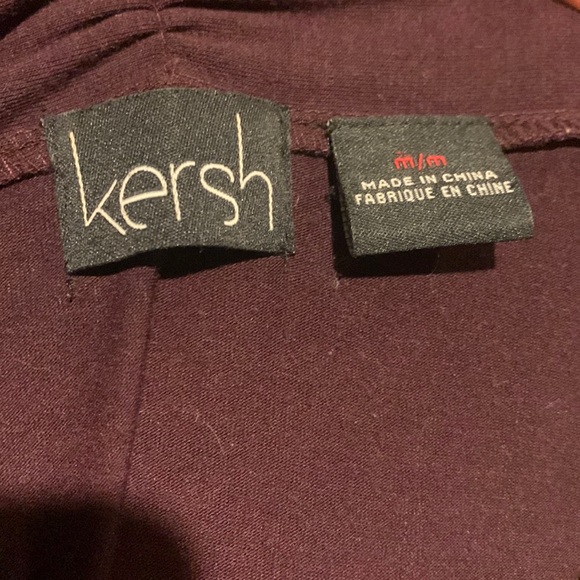 kersh
m/m
MADE IN CHINA
FABRIQUE EN CHINE